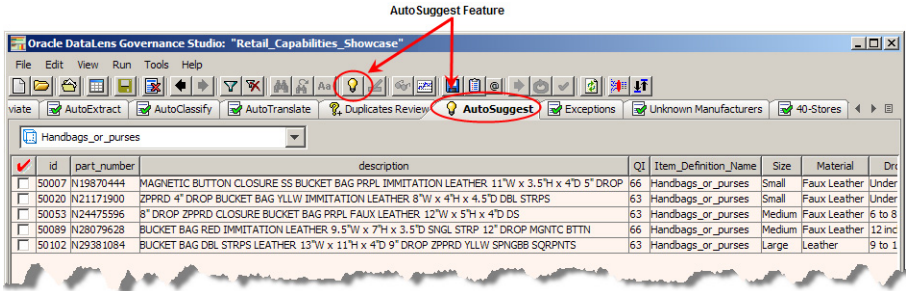 AutoSuggest Feature
Oracle DataLens Governance Studio: "Retail_Capabilities_Showcase"
File Edit View Run Tools Help
Aa @
viate AutoExtract AutoClassify AutoTranslate Duplicates Review AutoSuggest Exceptions Unknown Manufacturers 40-Stores
Handbags_or_purses
id part_number description QI Item_Definition_Name Size Material Dro
50007 N19870444 MAGNETIC BUTTON CLOSURE SS BUCKET BAG PRPL IMMITATION LEATHER 11"W x 3.5"H x 4"D 5" DROP 66 Handbags_or_purses Small Faux Leather Under
50020 N21171900 ZPPRD 4" DROP BUCKET BAG YLLW IMMITATION LEATHER 8"W x 4"H x 4.5"D DBL STRPS 63 Handbags_or_purses Small Faux Leather Under
50053 N24475596 8" DROP ZPPRD CLOSURE BUCKET BAG PRPL FAUX LEATHER 12"W x 5"H x 4"D DS 63 Handbags_or_purses Medium Faux Leather 6 to 8
50089 N28079628 BUCKET BAG RED IMMITATION LEATHER 9.5"W x 7"H x 3.5"D SNGL STRP 12" DROP MGNTC BTTN 66 Handbags_or_purses Medium Faux Leather 12 inc
50102 N29381084 BUCKET BAG DBL STRPS LEATHER 13"W x 11"H x 4"D 9" DROP ZPPRD YLLW SPNGBB SQRPNTS 63 Handbags_or_purses Large Leather 9 to 1